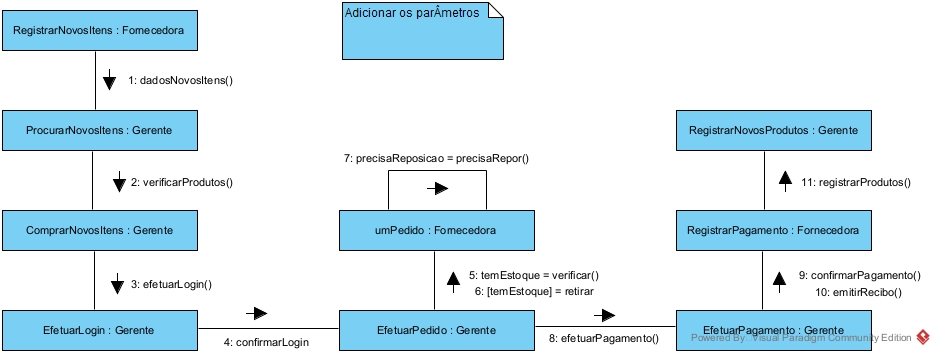 RegistrarNovosItens : Fornecedora
Adicionar os parÂmetros
1: dadosNovosItens()
ProcurarNovosItens : Gerente
RegistrarNovosProdutos : Gerente
7: precisaReposicao = precisaRepor()
2: verificarProdutos()
11: registrarProdutos()
ComprarNovosItens : Gerente
umPedido : Fornecedora
RegistrarPagamento : Fornecedora
3: efetuarLogin()
5: temEstoque = verificar()
6: [temEstoque] = retirar
9: confirmarPagamento()
10: emitirRecibo()
EfetuarLogin : Gerente
4: confirmarLogin
EfetuarPedido : Gerente
8: efetuarPagamento()
EfetuarPagamento : Gerente
Powered By: Visual Paradigm Community Edition